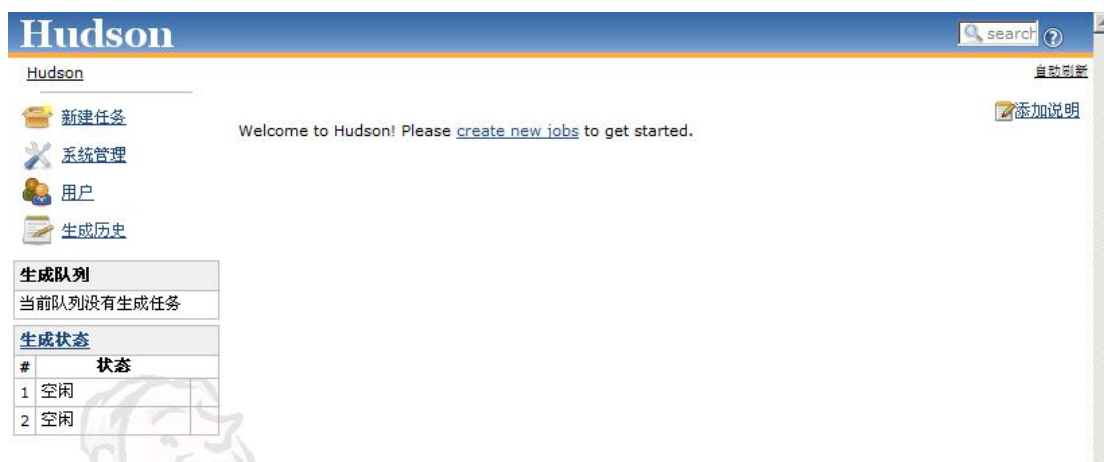 Hudson
search
Hudson
自动刷新
新建任务
添加说明
Welcome to Hudson! Please create new jobs to get started.
系统管理
用户
生成历史
生成队列
当前队列没有生成任务
生成状态
# 状态
1 空闲
2 空闲